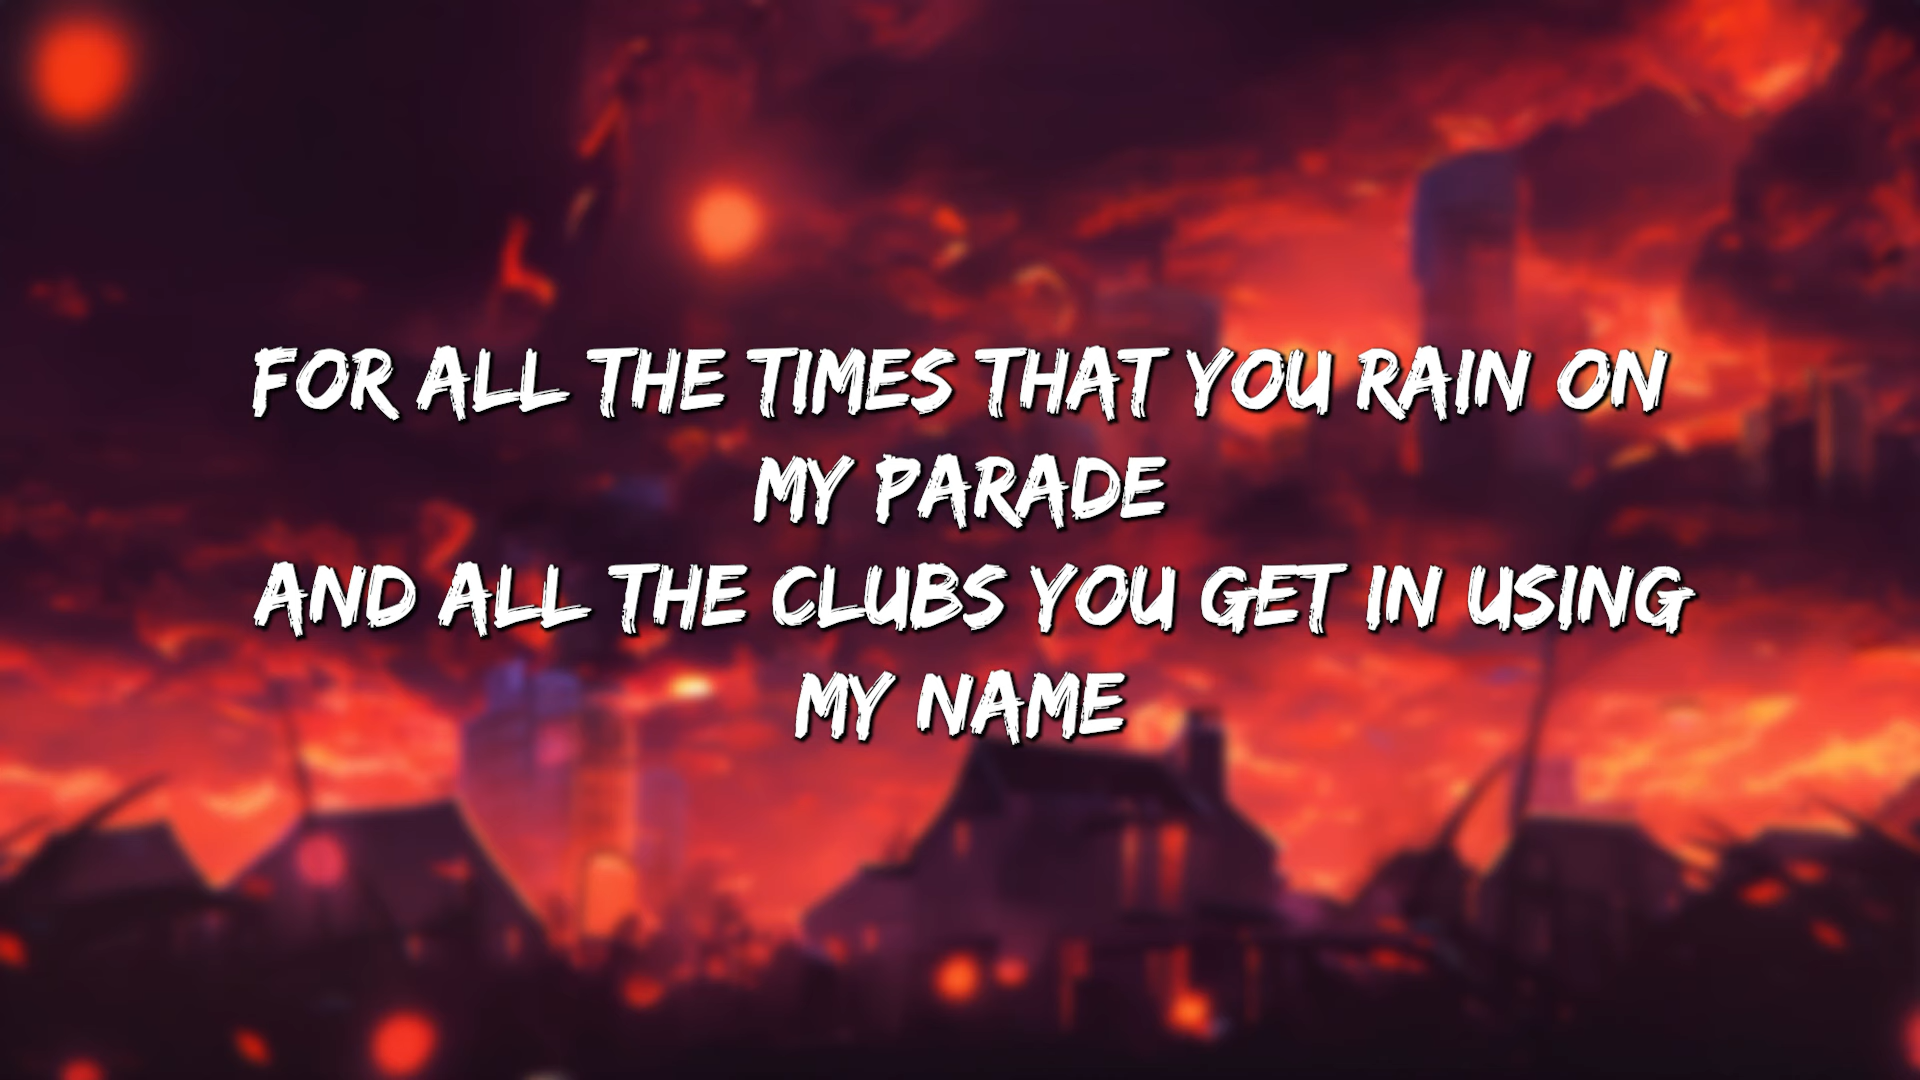 FOR ALL THE TIMES THAT YOU RAIN ON
MY PARADE
AND ALL THE CLUBS YOU GET IN USING
MY NAME